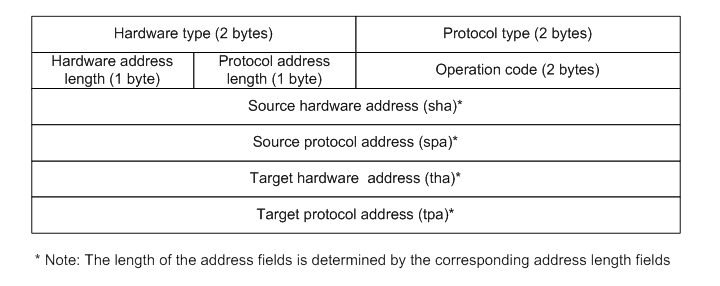 Hardware type (2 bytes)
Protocol type (2 bytes)
Hardware address
length (1 byte)
Protocol address
length (1 byte)
Operation code (2 bytes)
Source hardware address (sha)*
Source protocol address (spa)*
Target hardware address (tha)*
Target protocol address (tpa)*
* Note: The length of the address fields is determined by the corresponding address length fields